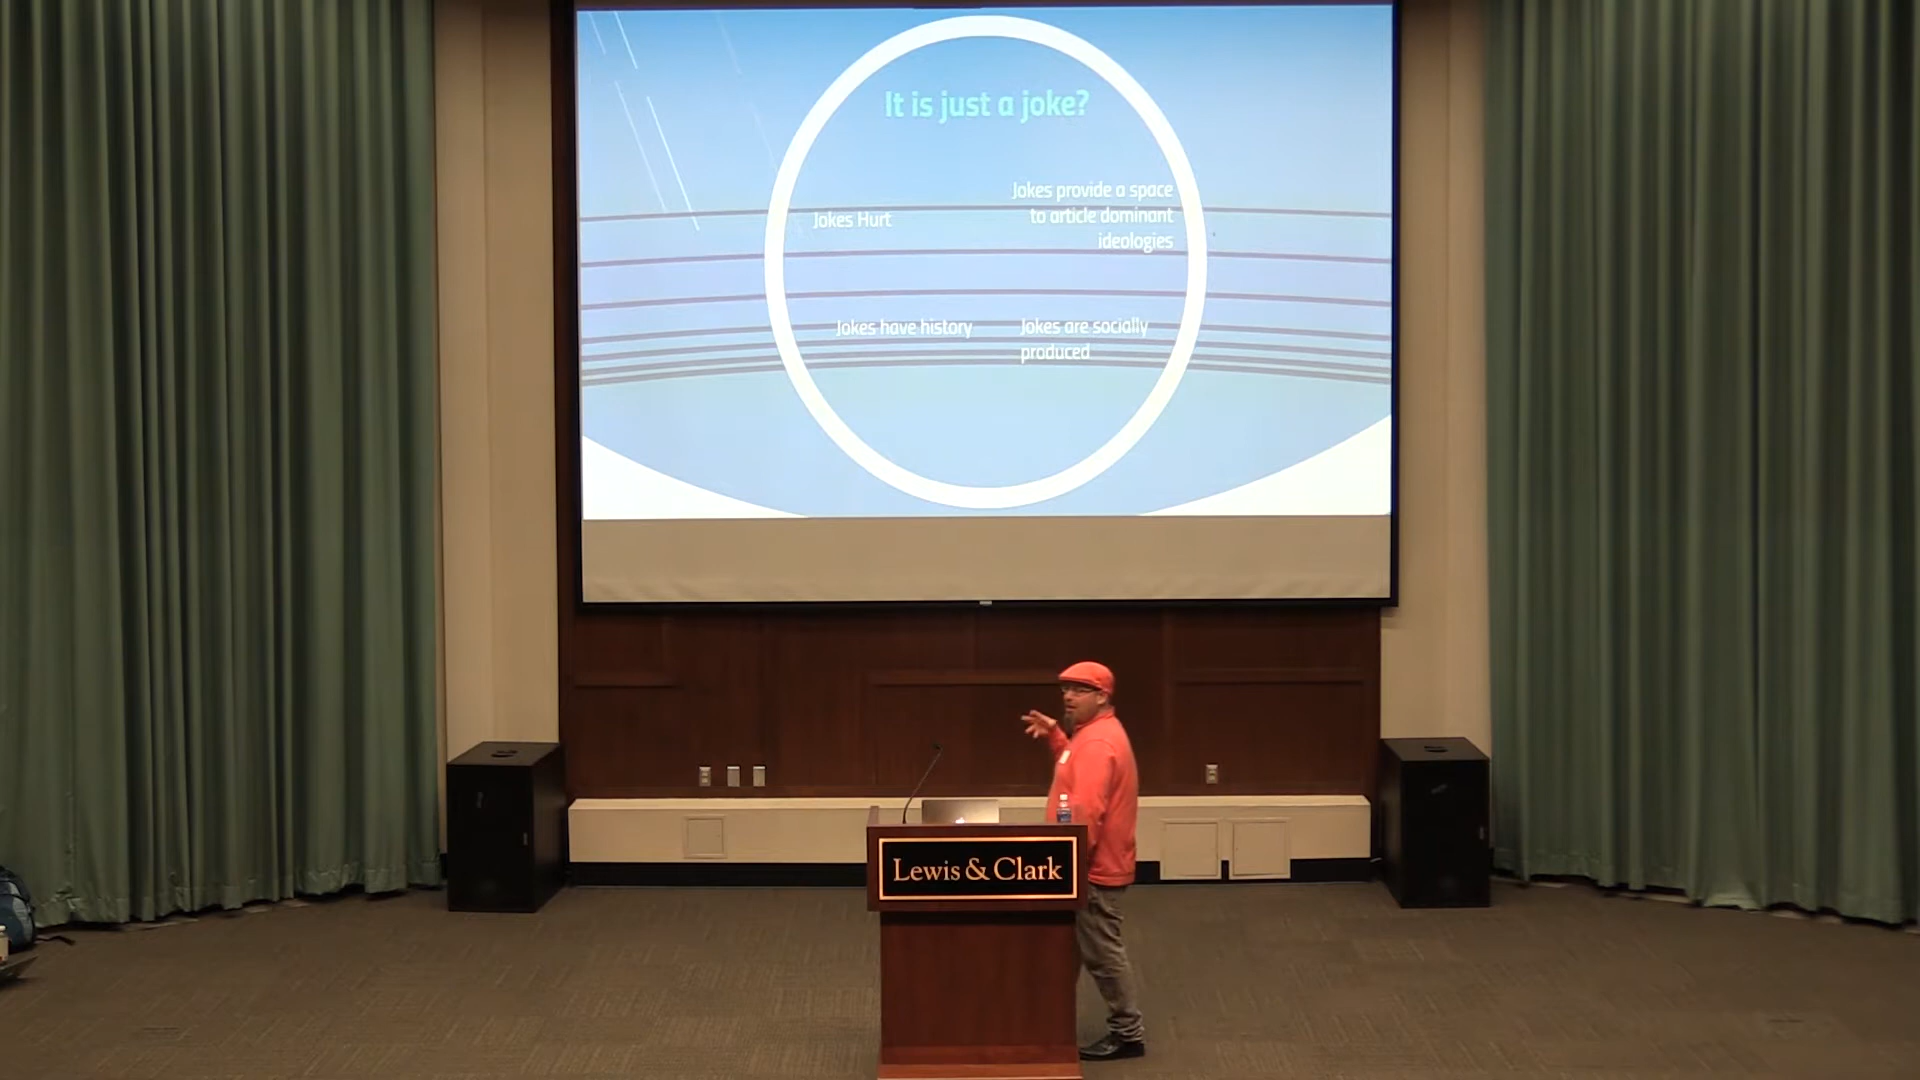 It is just a joke?
Jokes Hurt
Jokes provide a space
to article dominant
ideologies
Jokes have history
Jokes are socially
produced
Lewis & Clark